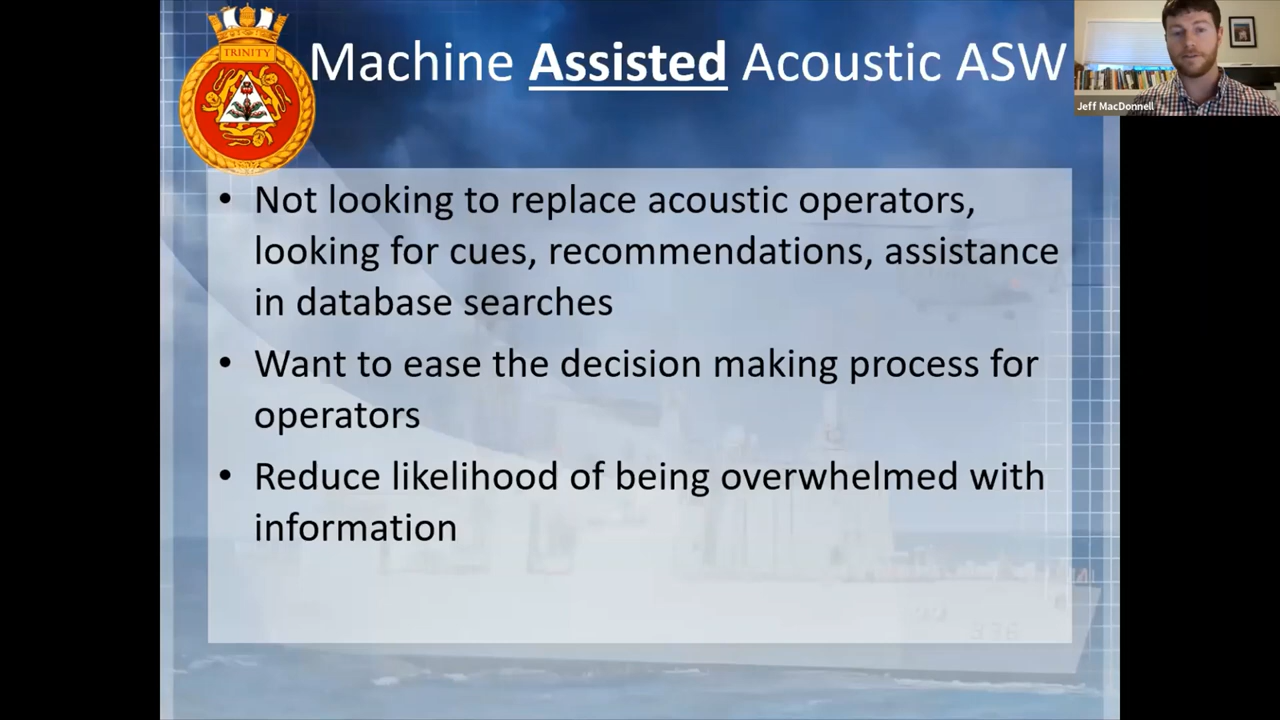 TRINITY
Machine Assisted Acoustic ASW
Jeff MacDonnell
• Not looking to replace acoustic operators,
looking for cues, recommendations, assistance
in database searches
• Want to ease the decision making process for
operators
• Reduce likelihood of being overwhelmed with
information